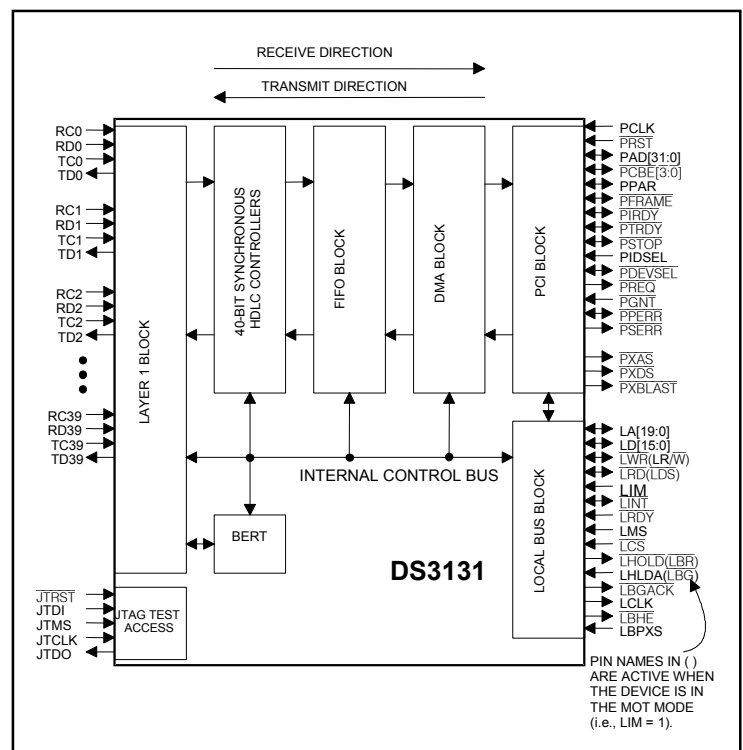 RECEIVE DIRECTION
TRANSMIT DIRECTION
RC0
RD0
TC0
TD0
RC1
RD1
TC1
TD1
RC2
RD2
TC2
TD2
RC39
RD39
TC39
TD39
JTRST
JTDI
JTMS
JTCLK
JTDO
LAYER 1 BLOCK
40-BIT SYNCHRONOUS
HDLC CONTROLLERS
FIFO BLOCK
DMA BLOCK
PCI BLOCK
INTERNAL CONTROL BUS
BERT
DS3131
LOCAL BUS BLOCK
JTAG TEST
ACCESS
PCLK
PRST
PAD[31:0]
PCBE[3:0]
PPAR
PFRAME
PIRDY
PTRDY
PSTOP
PIDSEL
PDEVSEL
PREQ
PGNT
PPERR
PSERR
PXAS
PXDS
PXBLAST
LA[19:0]
LD[15:0]
LWR(LR/W)
LRD(LDS)
LIM
LINT
LRDY
LMS
LCS
LHOLD(LBR)
LHLDA(LBG)
LBGACK
LCLK
LBHE
LBPXS
PIN NAMES IN ( )
ARE ACTIVE WHEN
THE DEVICE IS IN
THE MOT MODE
(i.e., LIM = 1).